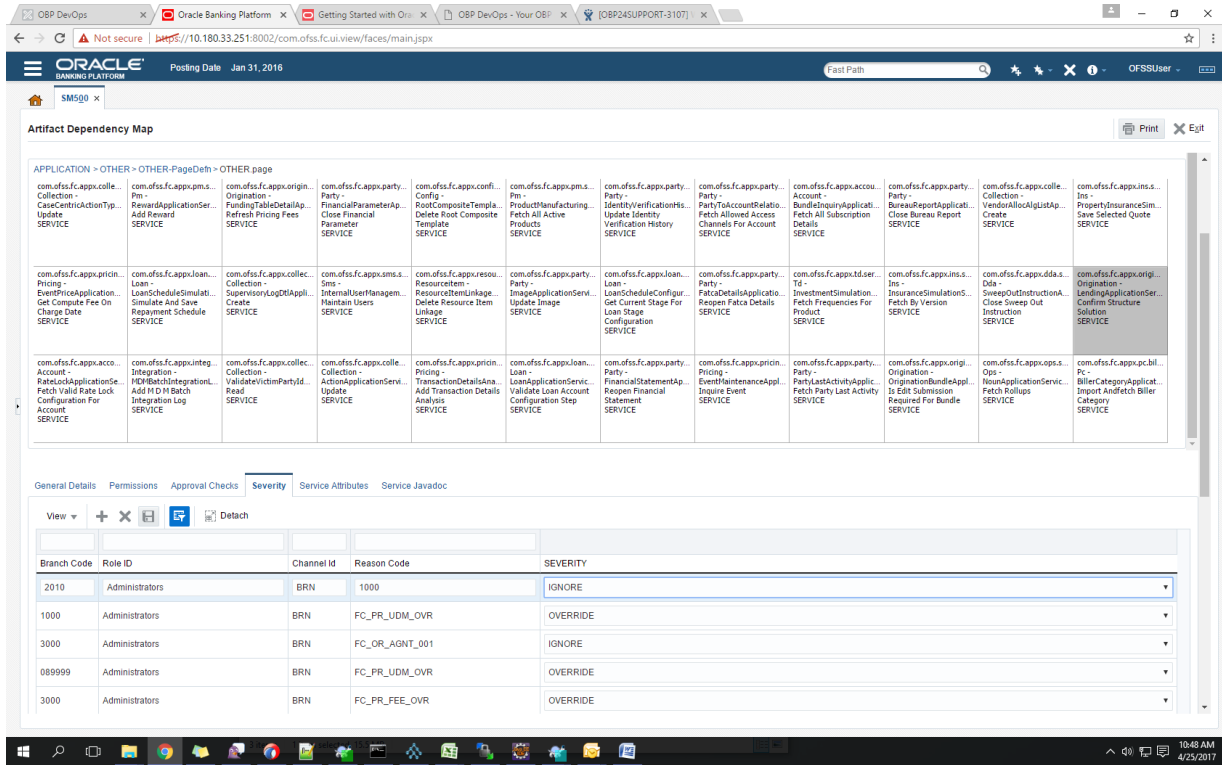 OBP DevOps
Oracle Banking Platform
Getting Started with Ora
OBP DevOps - Your OBP
[OBP24SUPPORT-3107]
Not secure https://10.180.33.251:8002/com.ofss.fc.ui.view/faces/main.jspx
ORACLE
BANKING PLATFORM
Posting Date Jan 31, 2016
Fast Path
OFSSUser
SM500
Artifact Dependency Map
Print
Exit
APPLICATION > OTHER > OTHER-PageDefn > OTHER.page
com.ofss.fc.appx.colle...
Collection -
CaseCentricActionTyp...
Update
SERVICE
com.ofss.fc.appx.pm.s...
Pm -
RewardApplicationSer...
Add Reward
SERVICE
com.ofss.fc.appx.origin...
Origination -
FundingTableDetailAp...
Refresh Pricing Fees
SERVICE
com.ofss.fc.appx.party...
Party -
FinancialParameterAp...
Close Financial
Parameter
SERVICE
com.ofss.fc.appx.confi...
Config -
RootCompositeTempla...
Delete Root Composite
Template
SERVICE
com.ofss.fc.appx.pm.s...
Pm -
ProductManufacturing...
Fetch All Active
Products
SERVICE
com.ofss.fc.appx.party...
Party -
IdentityVerificationHis...
Update Identity
Verification History
SERVICE
com.ofss.fc.appx.party...
Party -
PartyToAccountRelatio...
Fetch Allowed Access
Channels For Account
SERVICE
com.ofss.fc.appx.accou...
Account -
BundleInquiryApplicati...
Fetch All Subscription
Details
SERVICE
com.ofss.fc.appx.party...
Party -
BureauReportApplicati...
Close Bureau Report
SERVICE
com.ofss.fc.appx.colle...
Collection -
VendorAllocAlgListAp...
Create
SERVICE
com.ofss.fc.appx.ins.s...
Ins -
PropertyInsuranceSim...
Save Selected Quote
SERVICE
com.ofss.fc.appx.pricin...
Pricing -
EventPriceApplication...
Get Compute Fee On
Charge Date
SERVICE
com.ofss.fc.appx.loan....
Loan -
LoanScheduleSimulati...
Simulate And Save
Repayment Schedule
SERVICE
com.ofss.fc.appx.collec...
Collection -
SupervisoryLogDtlAppli...
Create
SERVICE
com.ofss.fc.appx.sms.s...
Sms -
InternalUserManagem...
Maintain Users
SERVICE
com.ofss.fc.appx.resou...
Resourceitem -
ResourceItemLinkage...
Delete Resource Item
Linkage
SERVICE
com.ofss.fc.appx.party...
Party -
ImageApplicationServi...
Update Image
SERVICE
com.ofss.fc.appx.loan....
Loan -
LoanScheduleConfigur...
Get Current Stage For
Loan Stage
Configuration
SERVICE
com.ofss.fc.appx.party...
Party -
FatcaDetailsApplicatio...
Reopen Fatca Details
SERVICE
com.ofss.fc.appx.td.ser...
Td -
InvestmentSimulation...
Fetch Frequencies For
Product
SERVICE
com.ofss.fc.appx.ins.s...
Ins -
InsuranceSimulationS...
Fetch By Version
SERVICE
com.ofss.fc.appx.dda.s...
Dda -
SweepOutInstructionA...
Close Sweep Out
Instruction
SERVICE
com.ofss.fc.appx.origi...
Origination -
LendingApplicationSer...
Confirm Structure
Solution
SERVICE
com.ofss.fc.appx.acco...
Account -
RateLockApplicationSe...
Fetch Valid Rate Lock
Configuration For
Account
SERVICE
com.ofss.fc.appx.integ...
Integration -
MDMBatchIntegrationL...
Add M D M Batch
Integration Log
SERVICE
com.ofss.fc.appx.collec...
Collection -
ValidateVictimPartyId...
Read
SERVICE
com.ofss.fc.appx.colle...
Collection -
ActionApplicationServi...
Update
SERVICE
com.ofss.fc.appx.pricin...
Pricing -
TransactionDetailsAna...
Add Transaction Details
Analysis
SERVICE
com.ofss.fc.appx.loan....
Loan -
LoanApplicationServic...
Validate Loan Account
Configuration Step
SERVICE
com.ofss.fc.appx.party...
Party -
FinancialStatementAp...
Reopen Financial
Statement
SERVICE
com.ofss.fc.appx.pricin...
Pricing -
EventMaintenanceAppl...
Inquire Event
SERVICE
com.ofss.fc.appx.party,...
Party -
PartyLastActivityApplic...
Fetch Party Last Activity
SERVICE
com.ofss.fc.appx.origi...
Origination -
OriginationBundleAppl...
Is Edit Submission
Required For Bundle
SERVICE
com.ofss.fc.appx.ops.s...
Ops -
NounApplicationServic...
Fetch Rollups
SERVICE
com.ofss.fc.appx.pc.bil...
Pc -
BillerCategoryApplicat...
Import Andfetch Biller
Category
SERVICE
General Details Permissions Approval Checks Severity Service Attributes Service Javadoc
View Detach
Branch Code Role ID Channel Id Reason Code SEVERITY
2010 Administrators BRN 1000 IGNORE
1000 Administrators BRN FC_PR_UDM_OVR OVERRIDE
3000 Administrators BRN FC_OR_AGNT_001 IGNORE
089999 Administrators BRN FC_PR_UDM_OVR OVERRIDE
3000 Administrators BRN FC_PR_FEE_OVR OVERRIDE
10:48 AM
4/25/2017